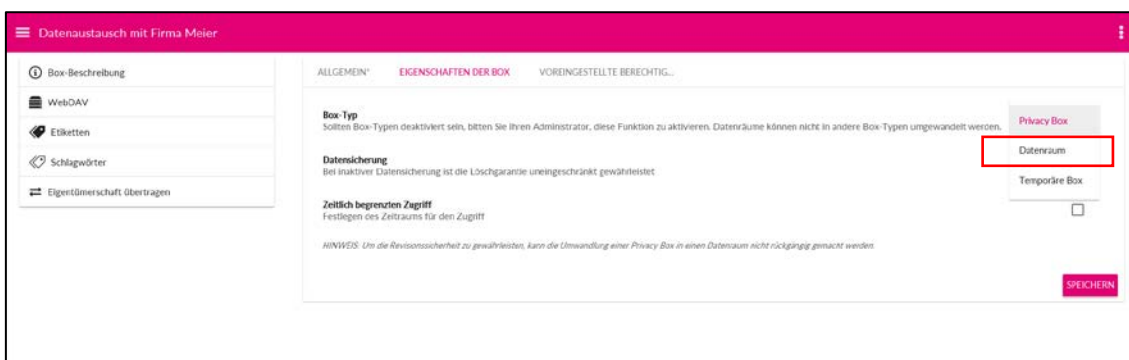 Datenaustausch mit Firma Meier
Box-Beschreibung
WebDAV
Etiketten
Schlagwörter
Eigentümerschaft übertragen
ALLGEMEIN* EIGENSCHAFTEN DER BOX VOREINGESTELLTE BERECHTIG...
Box-Typ
Sollten Box-Typen deaktiviert sein, bitten Sie Ihren Administrator, diese Funktion zu aktivieren. Datenräume können nicht in andere Box-Typen umgewandelt werden.
Privacy Box
Datenraum
Temporäre Box
Datensicherung
Bei inaktiver Datensicherung ist die Löschgarantie uneingeschränkt gewährleistet
Zeitlich begrenzten Zugriff
Festlegen des Zeitraums für den Zugriff
HINWEIS: Um die Revisionssicherheit zu gewährleisten, kann die Umwandlung einer Privacy Box in einen Datenraum nicht rückgängig gemacht werden.
SPEICHERN